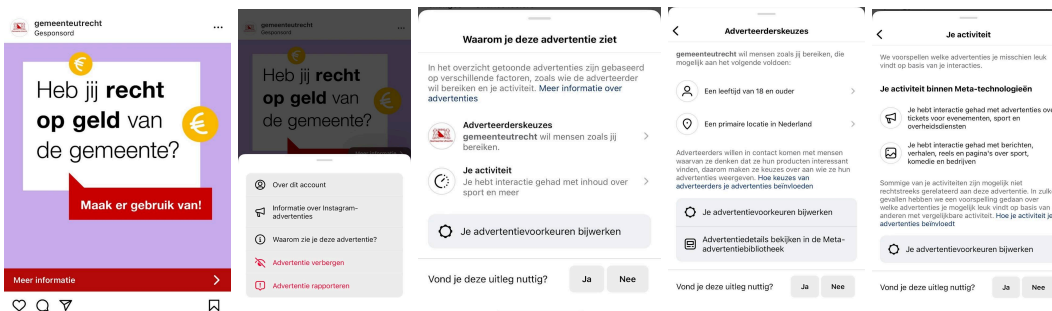 gemeenteutrecht
Gesponsord
Heb jij recht
op geld van
de gemeente?
Maak er gebruik van!
Meer informatie
gemeenteutrecht
Gesponsord
Heb jij recht
op geld van
de gemeente?
Over dit account
Informatie over Instagram-
advertenties
Waarom zie je deze advertentie?
Advertentie verbergen
Advertentie rapporteren
Waarom je deze advertentie ziet
In het overzicht getoonde advertenties zijn gebaseerd
op verschillende factoren, zoals wie de adverteerder
wil bereiken en je activiteit. Meer informatie over
advertenties
Adverteerderskeuzes
gemeenteutrecht wil mensen zoals jij
bereiken.
Je activiteit
Je hebt interactie gehad met inhoud over
sport en meer
Je advertentievoorkeuren bijwerken
Vond je deze uitleg nuttig?
Ja
Nee
Adverteerderskeuzes
gemeenteutrecht wil mensen zoals jij bereiken, die
mogelijk aan het volgende voldoen:
Een leeftijd van 18 en ouder
Een primaire locatie in Nederland
Adverteerders willen in contact komen met mensen
waarvan ze denken dat ze hun producten interessant
vinden, daarom maken ze keuzes over aan wie ze hun
advertenties weergeven. Hoe keuzes van
adverteerders je advertenties beïnvloeden
Je advertentievoorkeuren bijwerken
Advertentiedetails bekijken in de Meta-
advertentiebibliotheek
Vond je deze uitleg nuttig?
Ja
Nee
Je activiteit
We voorspellen welke advertenties je misschien leuk
vindt op basis van je interacties.
Je activiteit binnen Meta-technologieën
Je hebt interactie gehad met advertenties ove
tickets voor evenementen, sport en
overheidsdiensten
Je hebt interactie gehad met berichten,
verhalen, reels en pagina's over sport,
komedie en bedrijven
Sommige van je activiteiten zijn mogelijk niet
rechtstreeks gerelateerd aan deze advertentie. In zulk
gevallen hebben we een voorspelling gedaan over
welke advertenties je mogelijk leuk vindt op basis van
anderen met vergelijkbare activiteit. Hoe je activiteit je
advertenties beïnvloedt
Je advertentievoorkeuren bijwerken
Vond je deze uitleg nuttig?
Ja
Nee